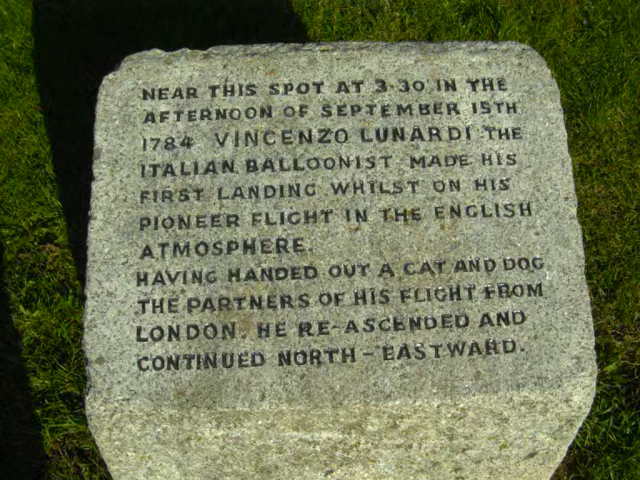 NEAR THIS SPOT AT 3·30 IN THE
AFTERNOON OF SEPTEMBER 15TH
1784 VINCENZO LUNARDI THE
ITALIAN BALLOONIST MADE HIS
FIRST LANDING WHILST ON HIS
PIONEER FLIGHT IN THE ENGLISH
ATMOSPHERE.
HAVING HANDED OUT A CAT AND DOG
THE PARTNERS OF HIS FLIGHT FROM
LONDON. HE RE-ASCENDED AND
CONTINUED NORTH-EASTWARD.